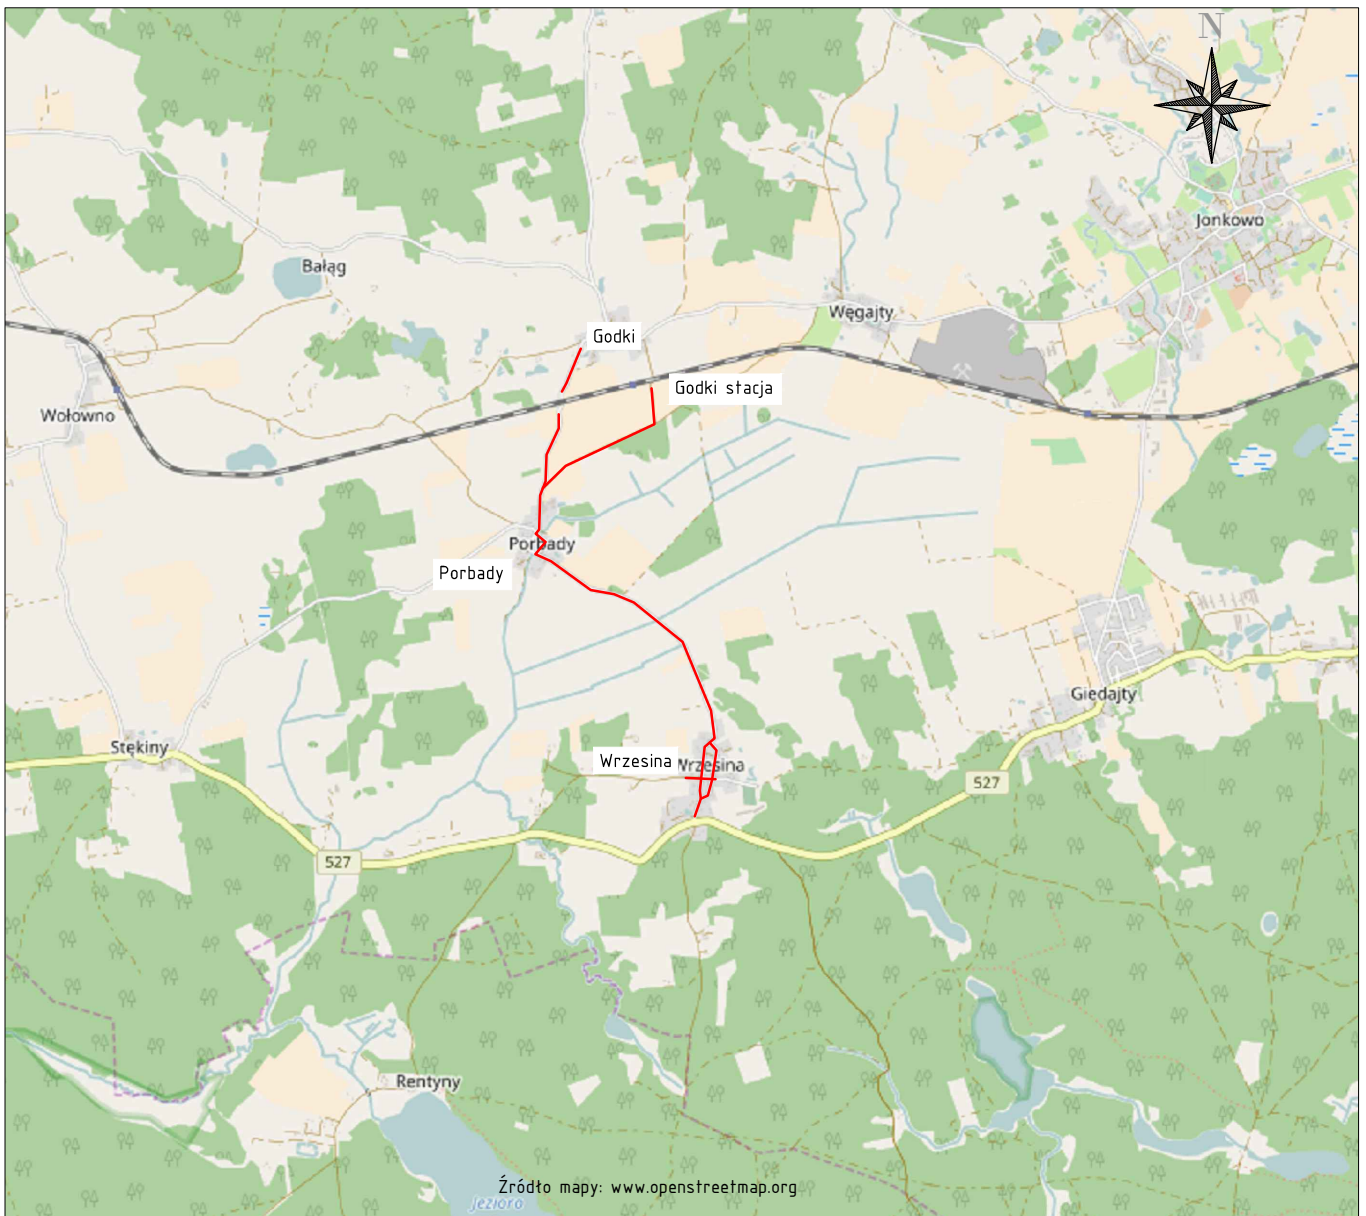 N
Jonkowo
Bałąg
Węgajty
Godki
Godki stacja
Wołowno
Porbady
Porbady
Giedajty
Stękiny
Wrzesina
Wrzesina
527
527
Rentyny
Źródło mapy: www.openstreetmap.org
Jezioro